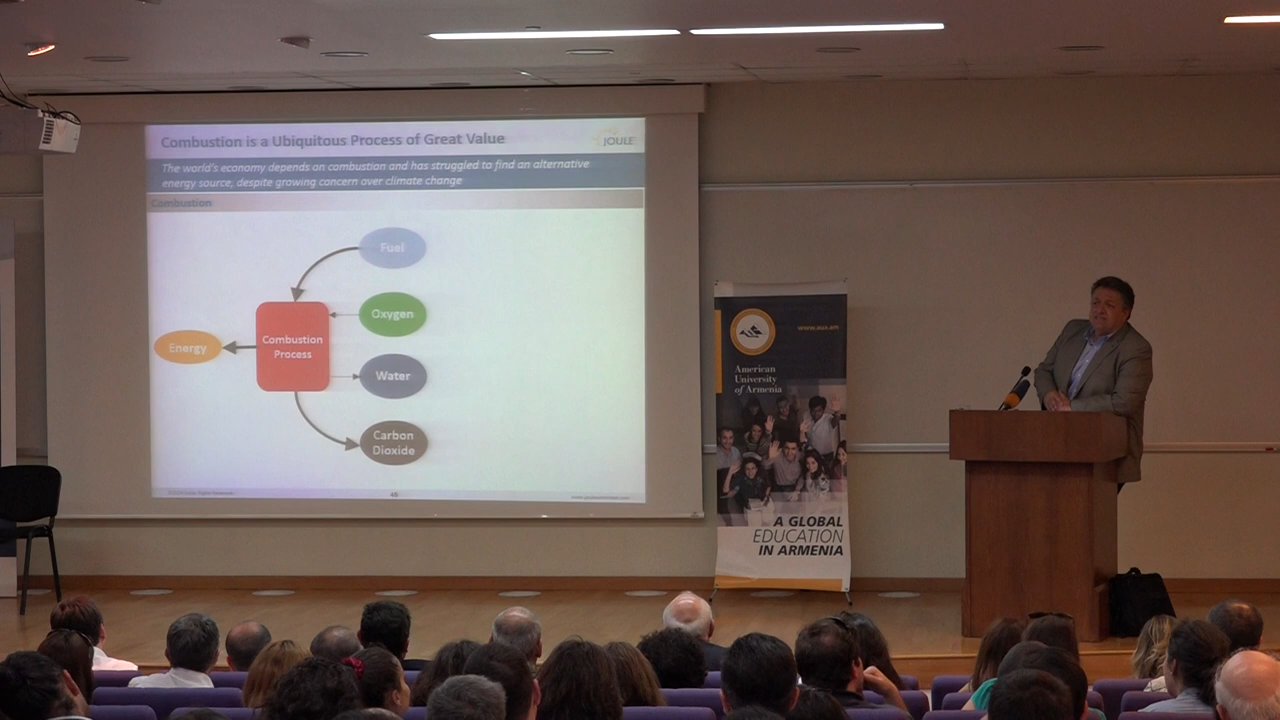 Combustion is a Ubiquitous Process of Great Value
JOULE
The world's economy depends on combustion and has struggled to find an alternative
energy source, despite growing concern over climate change
Combustion
Fuel
Oxygen
Energy
Combustion
Process
Water
Carbon
Dioxide
www.aua.am
American
University
of Armenia
A GLOBAL
EDUCATION
IN ARMENIA